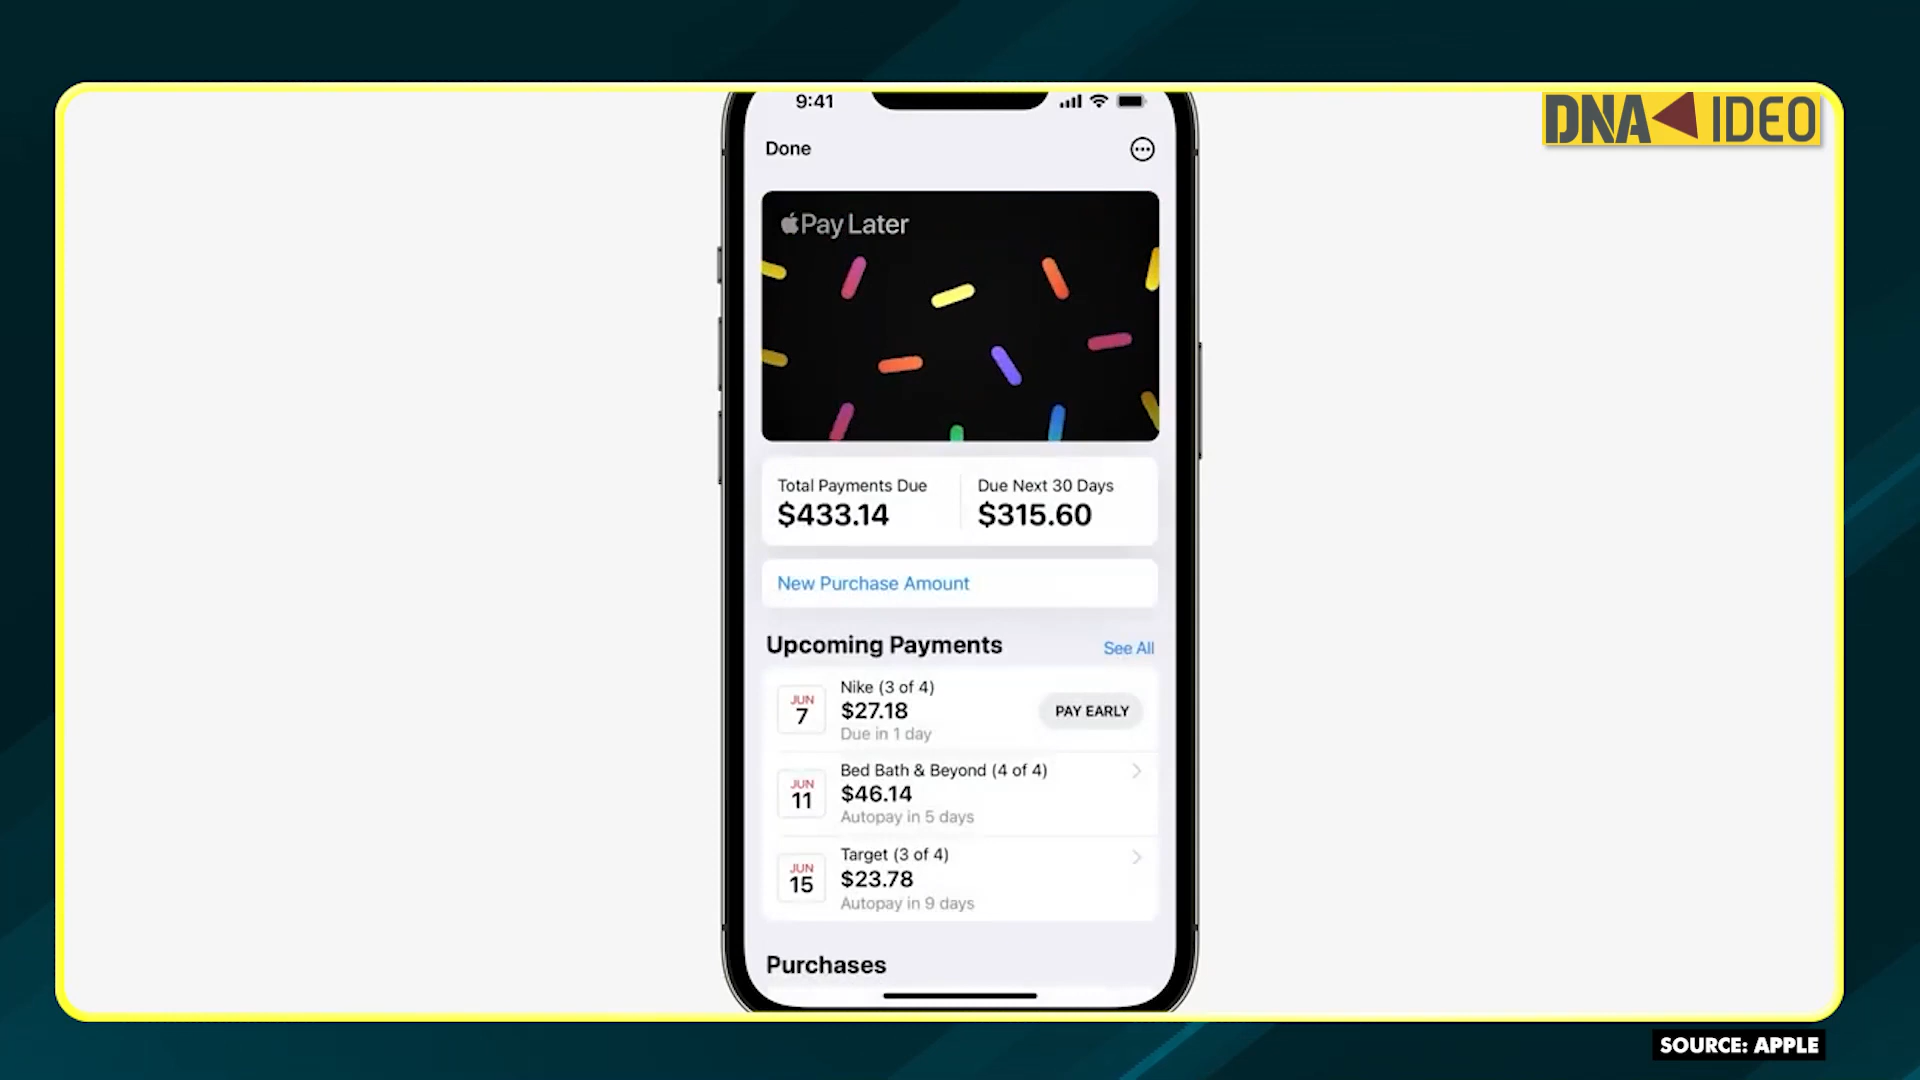 DNA IDEO
9:41
Done
Pay Later
Total Payments Due
$433.14
Due Next 30 Days
$315.60
New Purchase Amount
Upcoming Payments
See All
JUN
7
Nike (3 of 4)
$27.18
Due in 1 day
PAY EARLY
JUN
11
Bed Bath & Beyond (4 of 4)
$46.14
Autopay in 5 days
JUN
15
Target (3 of 4)
$23.78
Autopay in 9 days
Purchases
SOURCE: APPLE